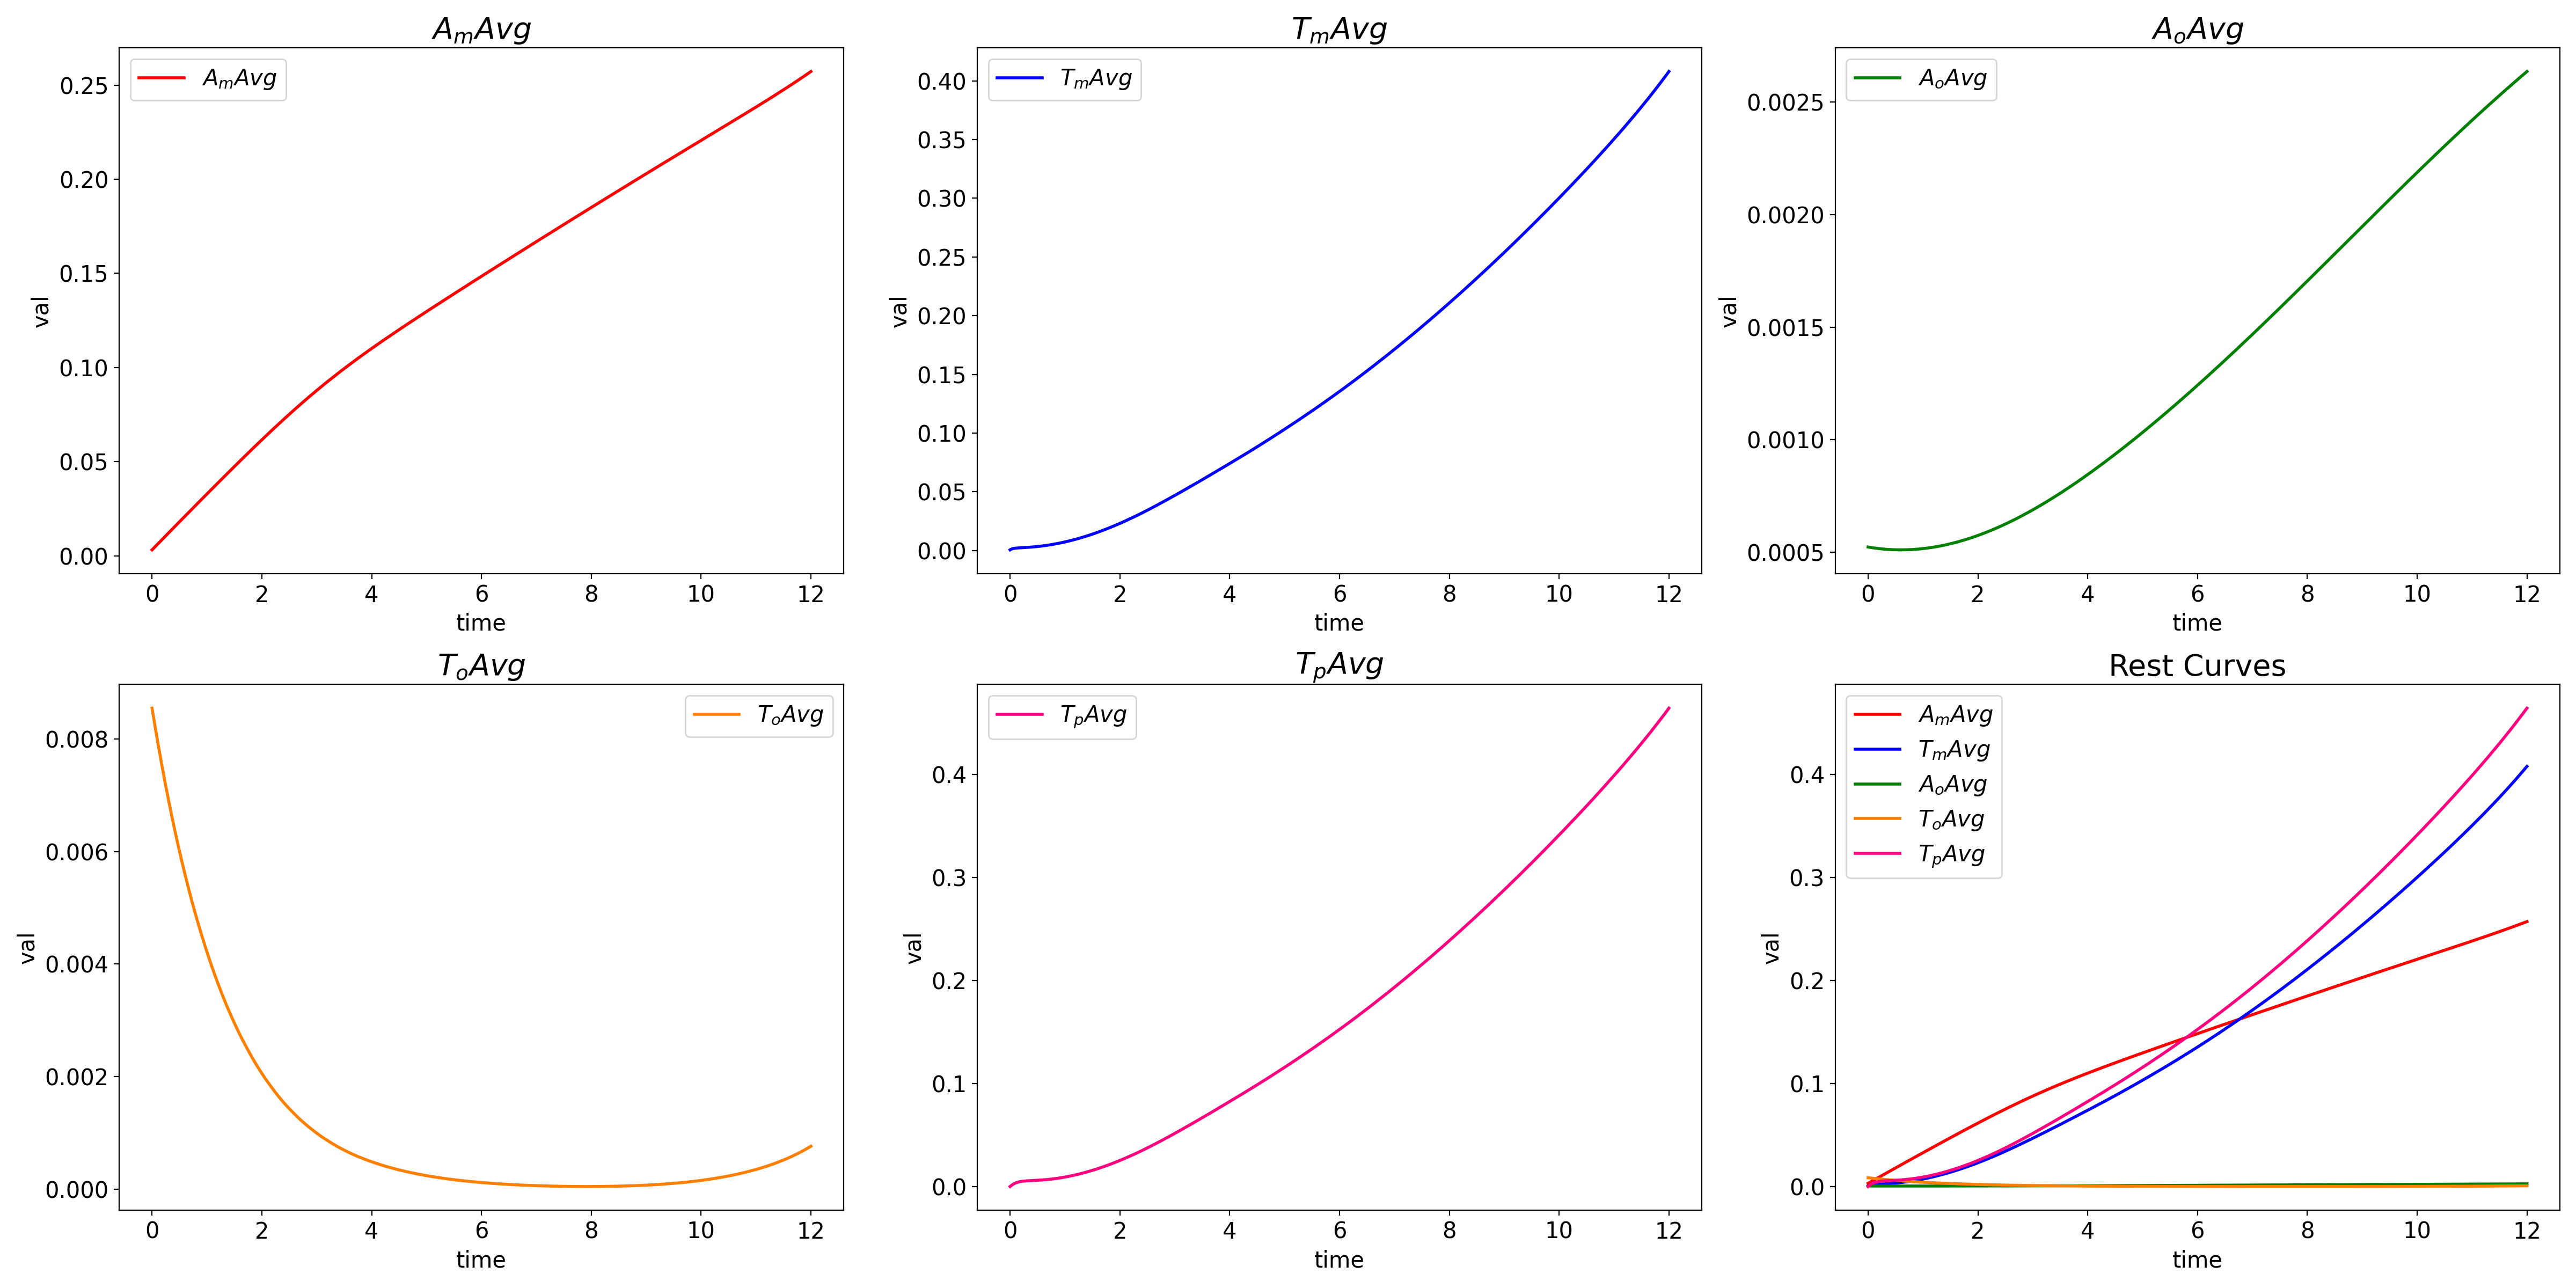 A_mAvg
A_mAvg
0.25
0.20
0.15
0.10
0.05
0.00
val
0 2 4 6 8 10 12
time
T_mAvg
T_mAvg
0.40
0.35
0.30
0.25
0.20
0.15
0.10
0.05
0.00
val
0 2 4 6 8 10 12
time
A_oAvg
A_oAvg
0.0025
0.0020
0.0015
0.0010
0.0005
val
0 2 4 6 8 10 12
time
T_oAvg
T_oAvg
0.008
0.006
0.004
0.002
0.000
val
0 2 4 6 8 10 12
time
T_pAvg
T_pAvg
0.4
0.3
0.2
0.1
0.0
val
0 2 4 6 8 10 12
time
Rest Curves
A_mAvg
T_mAvg
A_oAvg
T_oAvg
T_pAvg
0.4
0.3
0.2
0.1
0.0
val
0 2 4 6 8 10 12
time